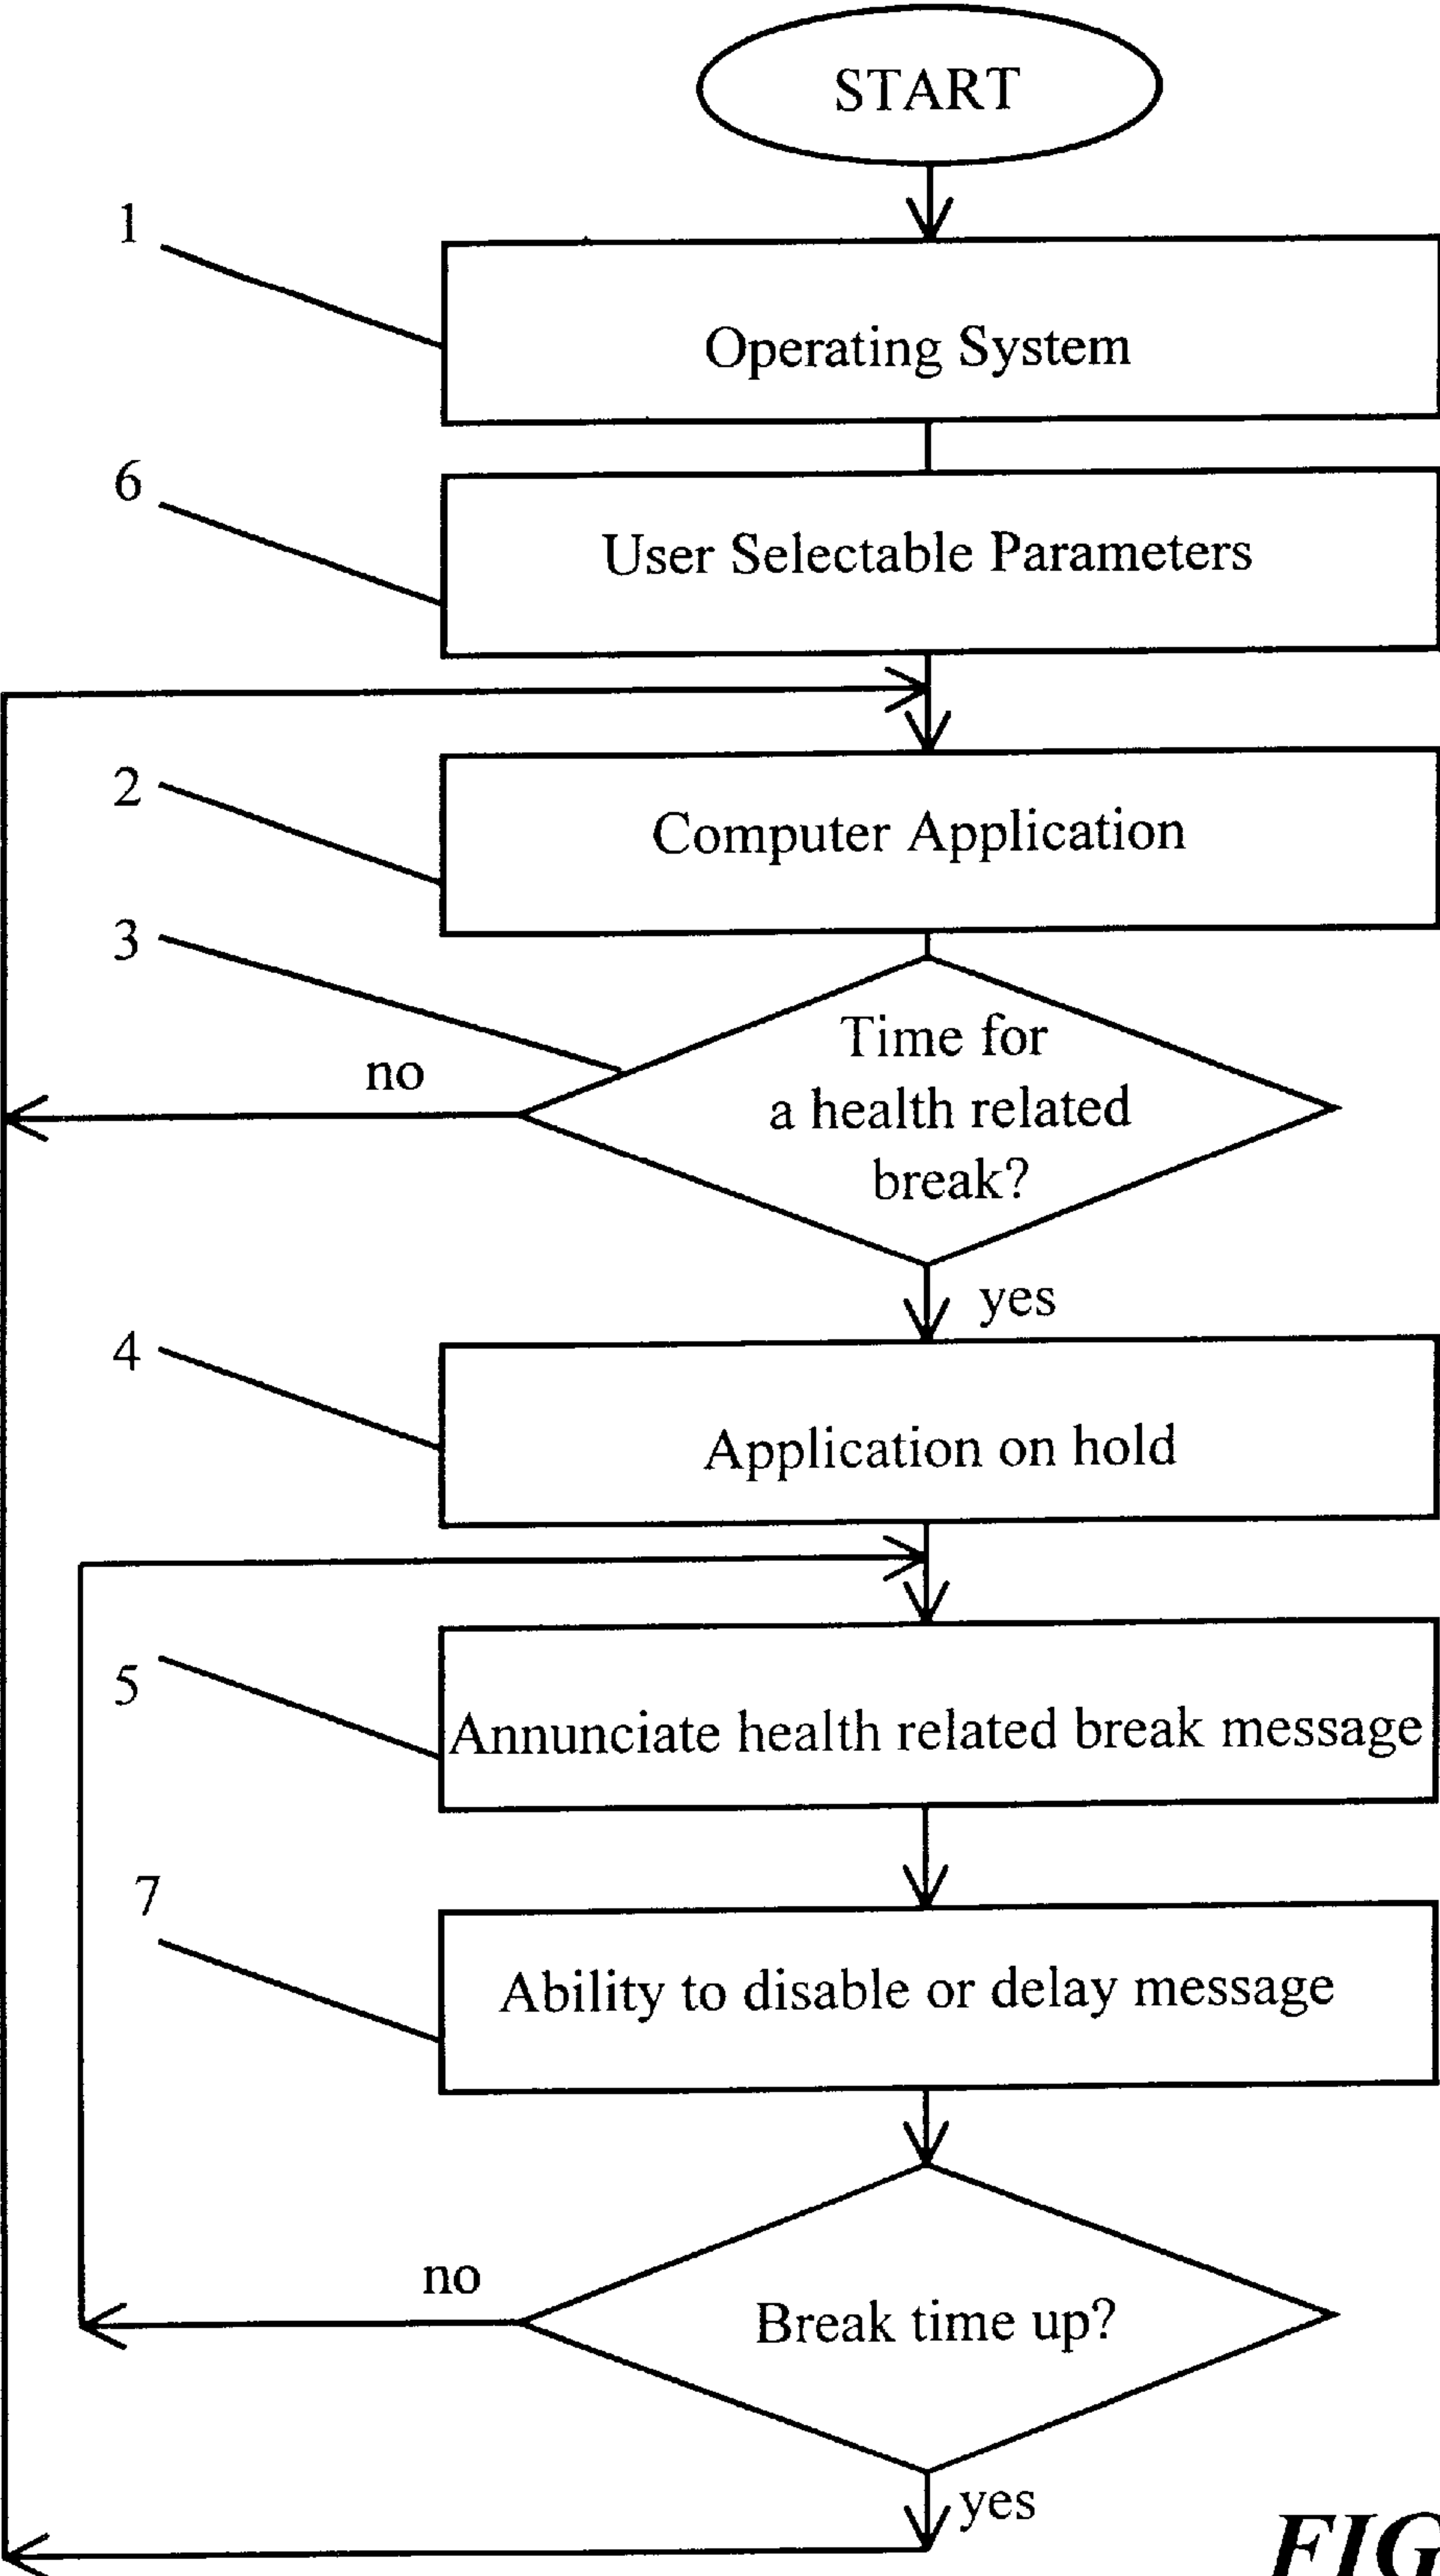 START
1
Operating System
6
User Selectable Parameters
2
Computer Application
3
Time for
a health related
break?
no
yes
4
Application on hold
5
Annunciate health related break message
7
Ability to disable or delay message
no
Break time up?
yes
FIG